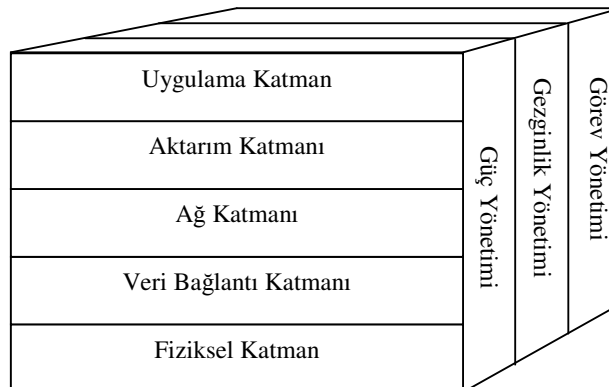 Uygulama Katman
Aktarım Katmanı
Ağ Katmanı
Veri Bağlantı Katmanı
Fiziksel Katman
Güç Yönetimi
Gezginlik Yönetimi
Görev Yönetimi